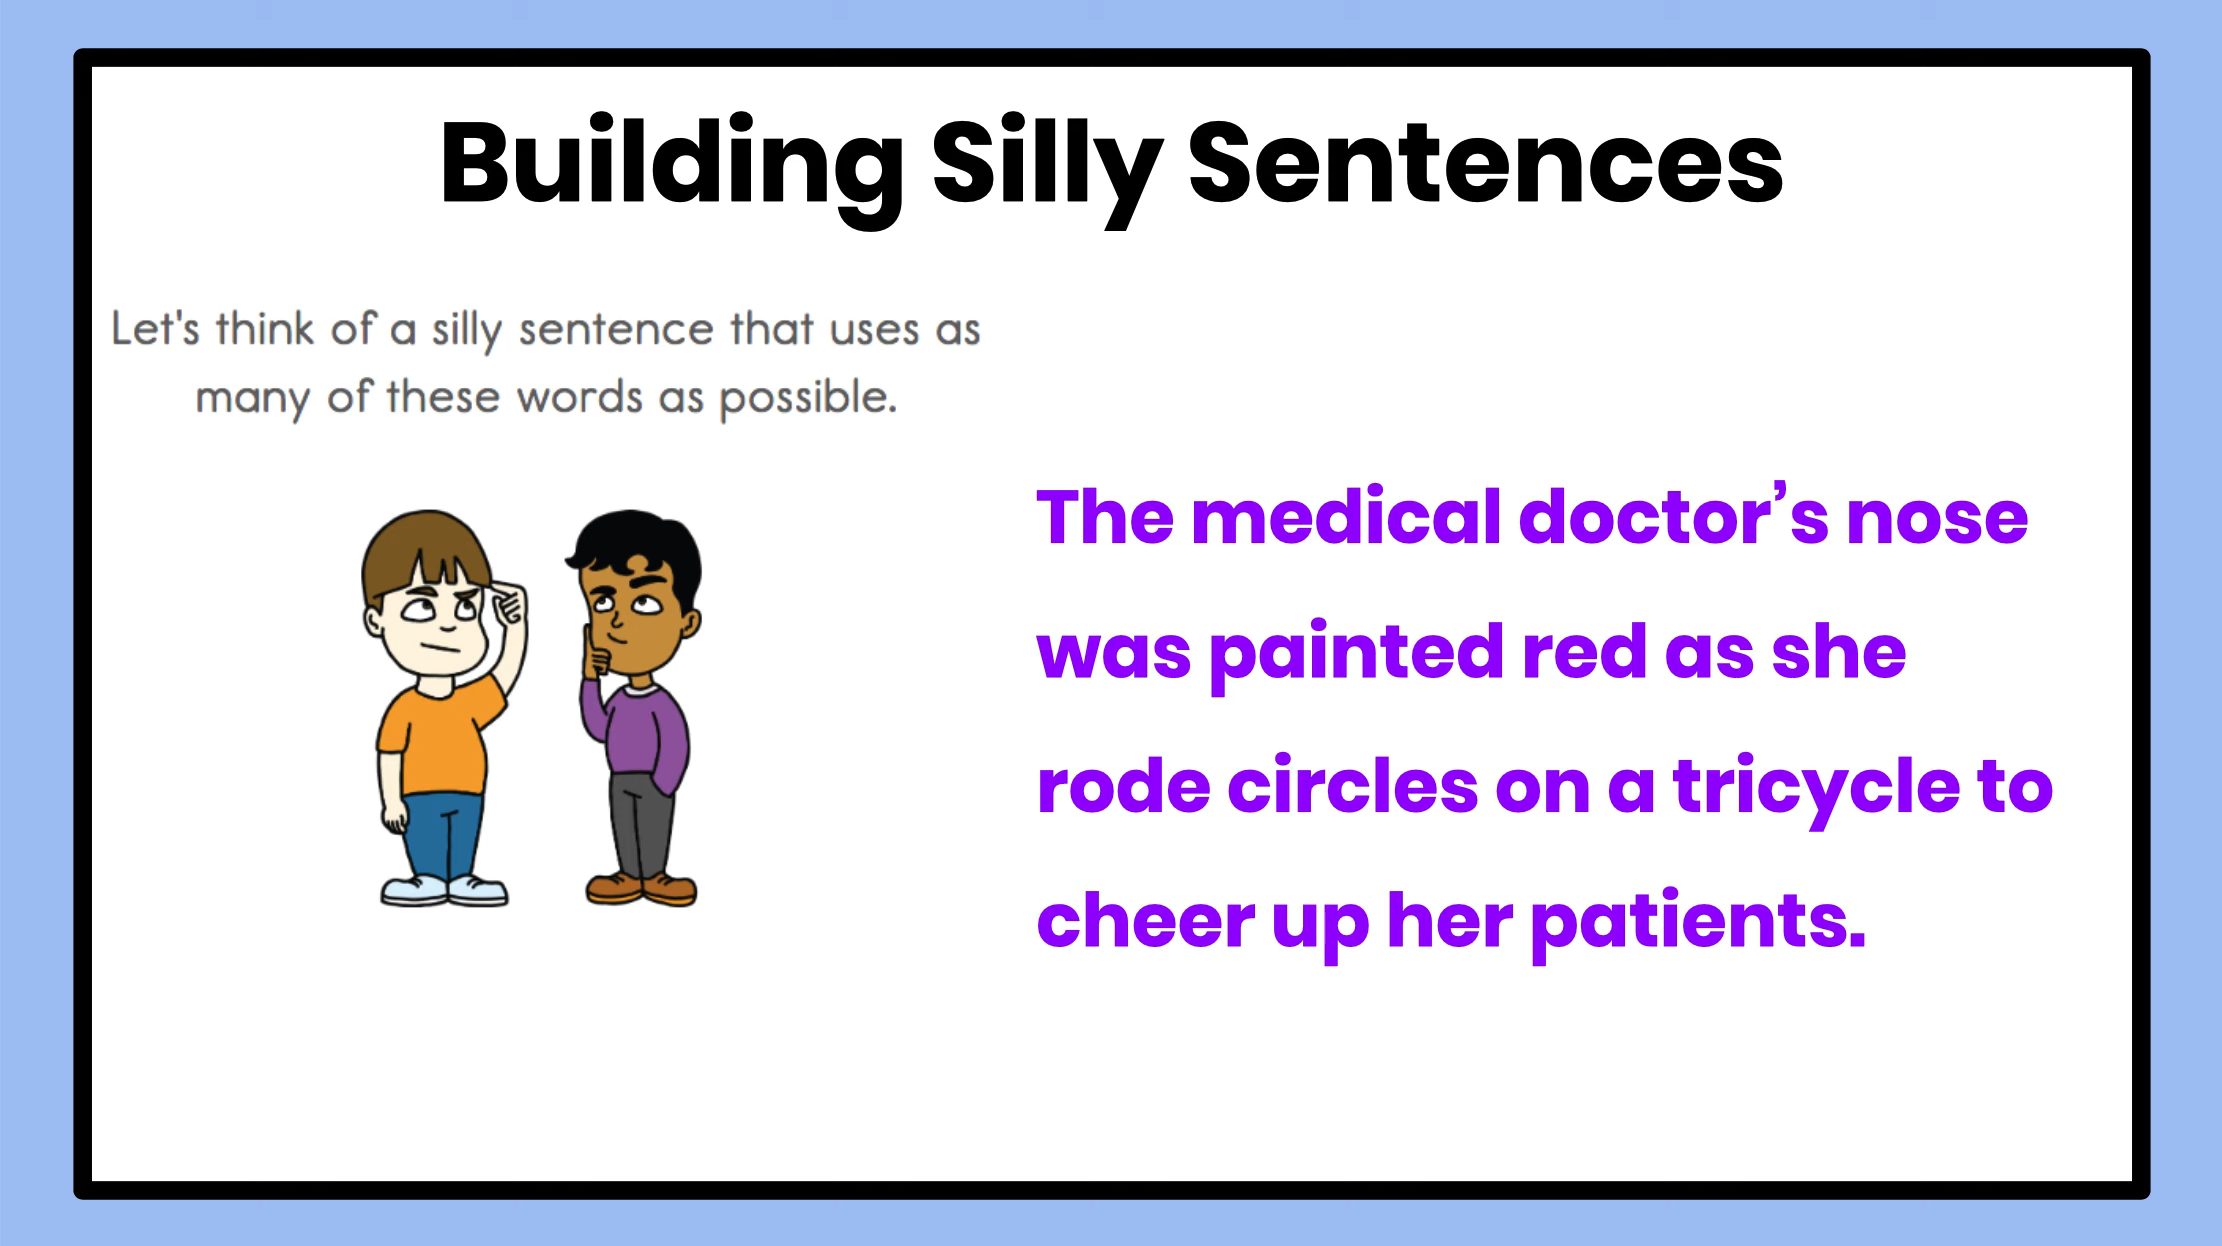 Building Silly Sentences
Let's think of a silly sentence that uses as
many of these words as possible.
The medical doctor’s nose
was painted red as she
rode circles on a tricycle to
cheer up her patients.